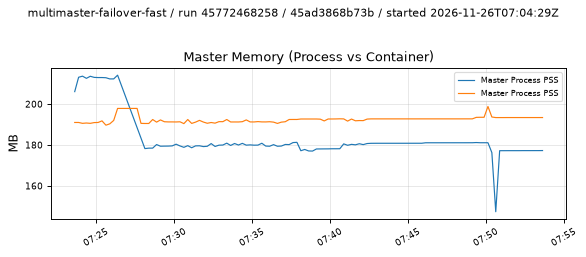 multimaster-failover-fast / run 45772468258 / 45ad3868b73b / started 2026-11-26T07:04:29Z
Master Memory (Process vs Container)
Master Process PSS
Master Process PSS
MB
200
180
160
07:25
07:30
07:35
07:40
07:45
07:50
07:55